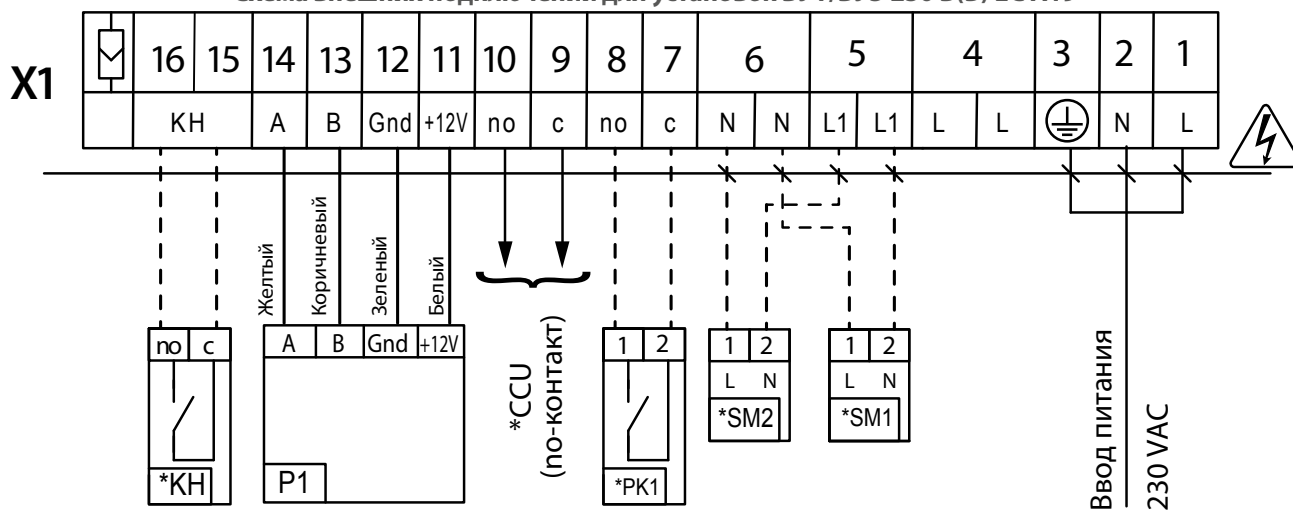 X1
16 15 14 13 12 11 10 9 8 7 6 5 4 3 2 1
KH A B Gnd +12V no c no c N N L1 L1 L L N L
Желтый
Коричневый
Зеленый
Белый
no c
*KH
A B Gnd +12V
P1
*CCU
(no-контакт)
1 2
*PK1
1 2
L N
*SM2
1 2
L N
*SM1
Ввод питания
230 VAC